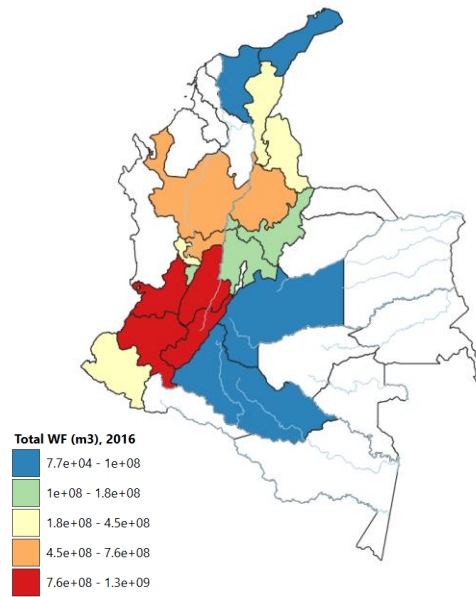 Total WF (m3), 2016
7.7e+04 - 1e+08
1e+08 - 1.8e+08
1.8e+08 - 4.5e+08
4.5e+08 - 7.6e+08
7.6e+08 - 1.3e+09